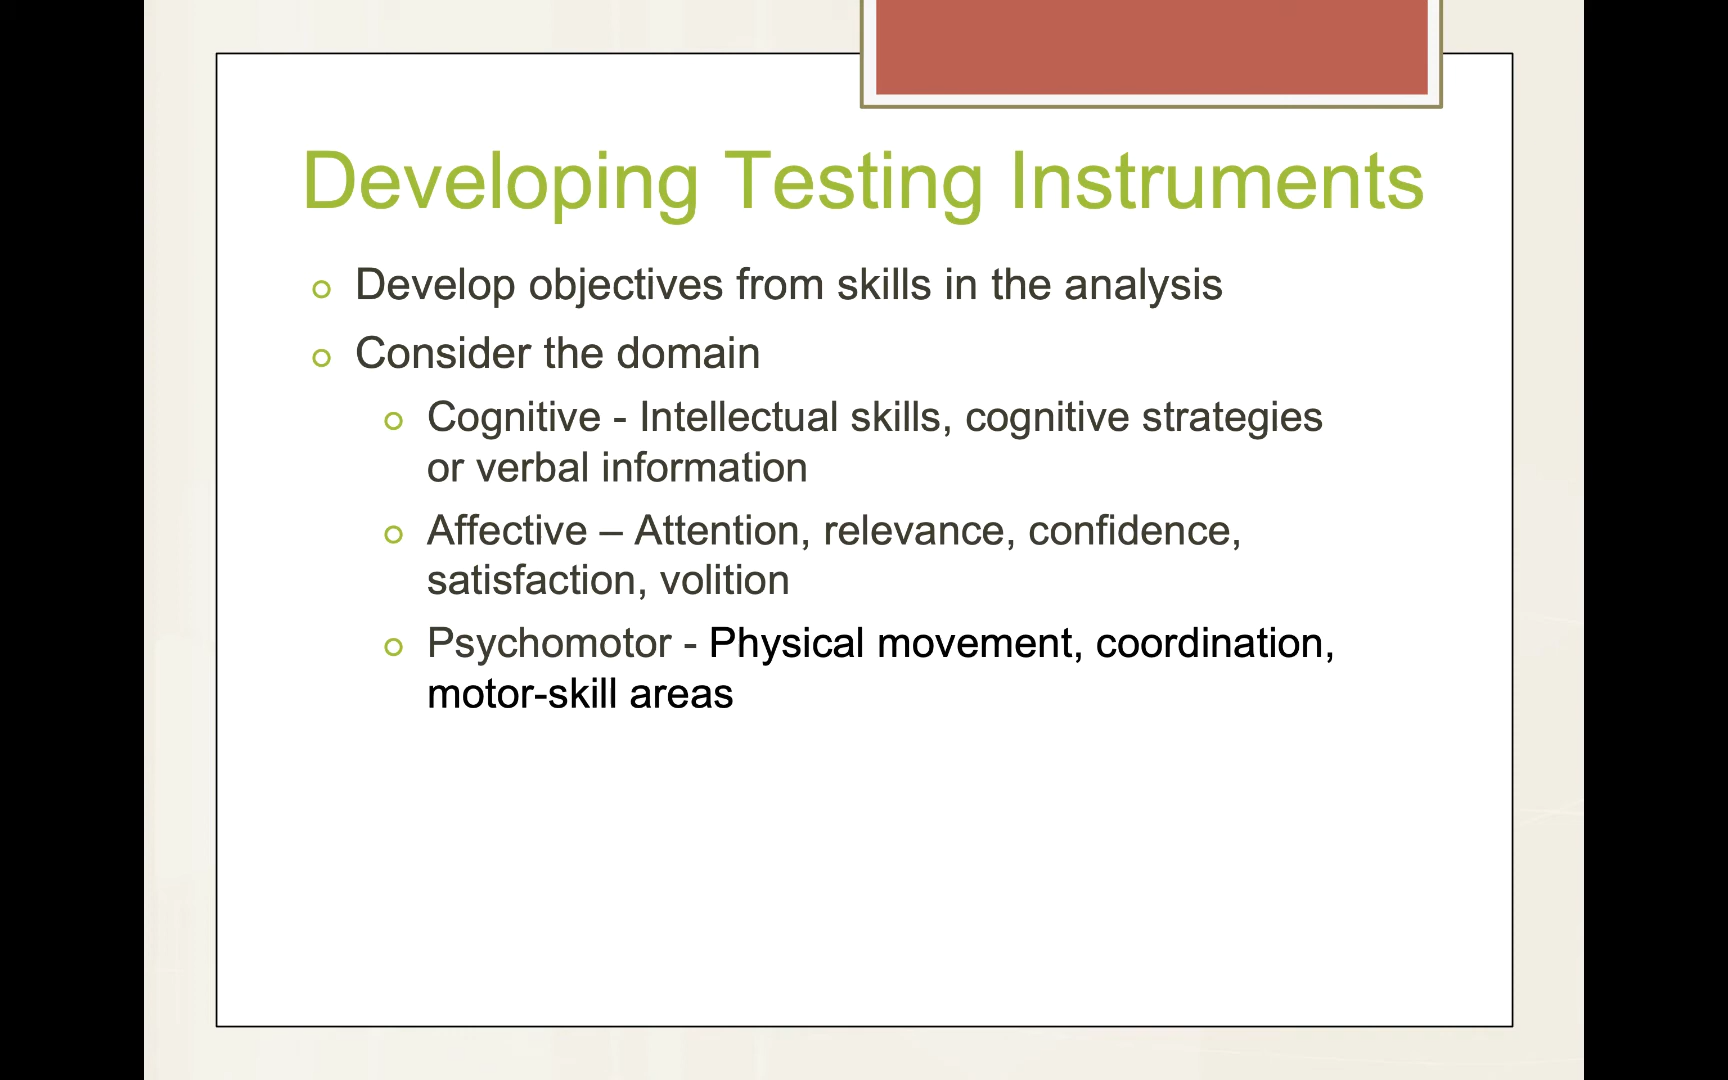 Developing Testing Instruments
Develop objectives from skills in the analysis
Consider the domain
Cognitive - Intellectual skills, cognitive strategies
or verbal information
Affective – Attention, relevance, confidence,
satisfaction, volition
Psychomotor - Physical movement, coordination,
motor-skill areas